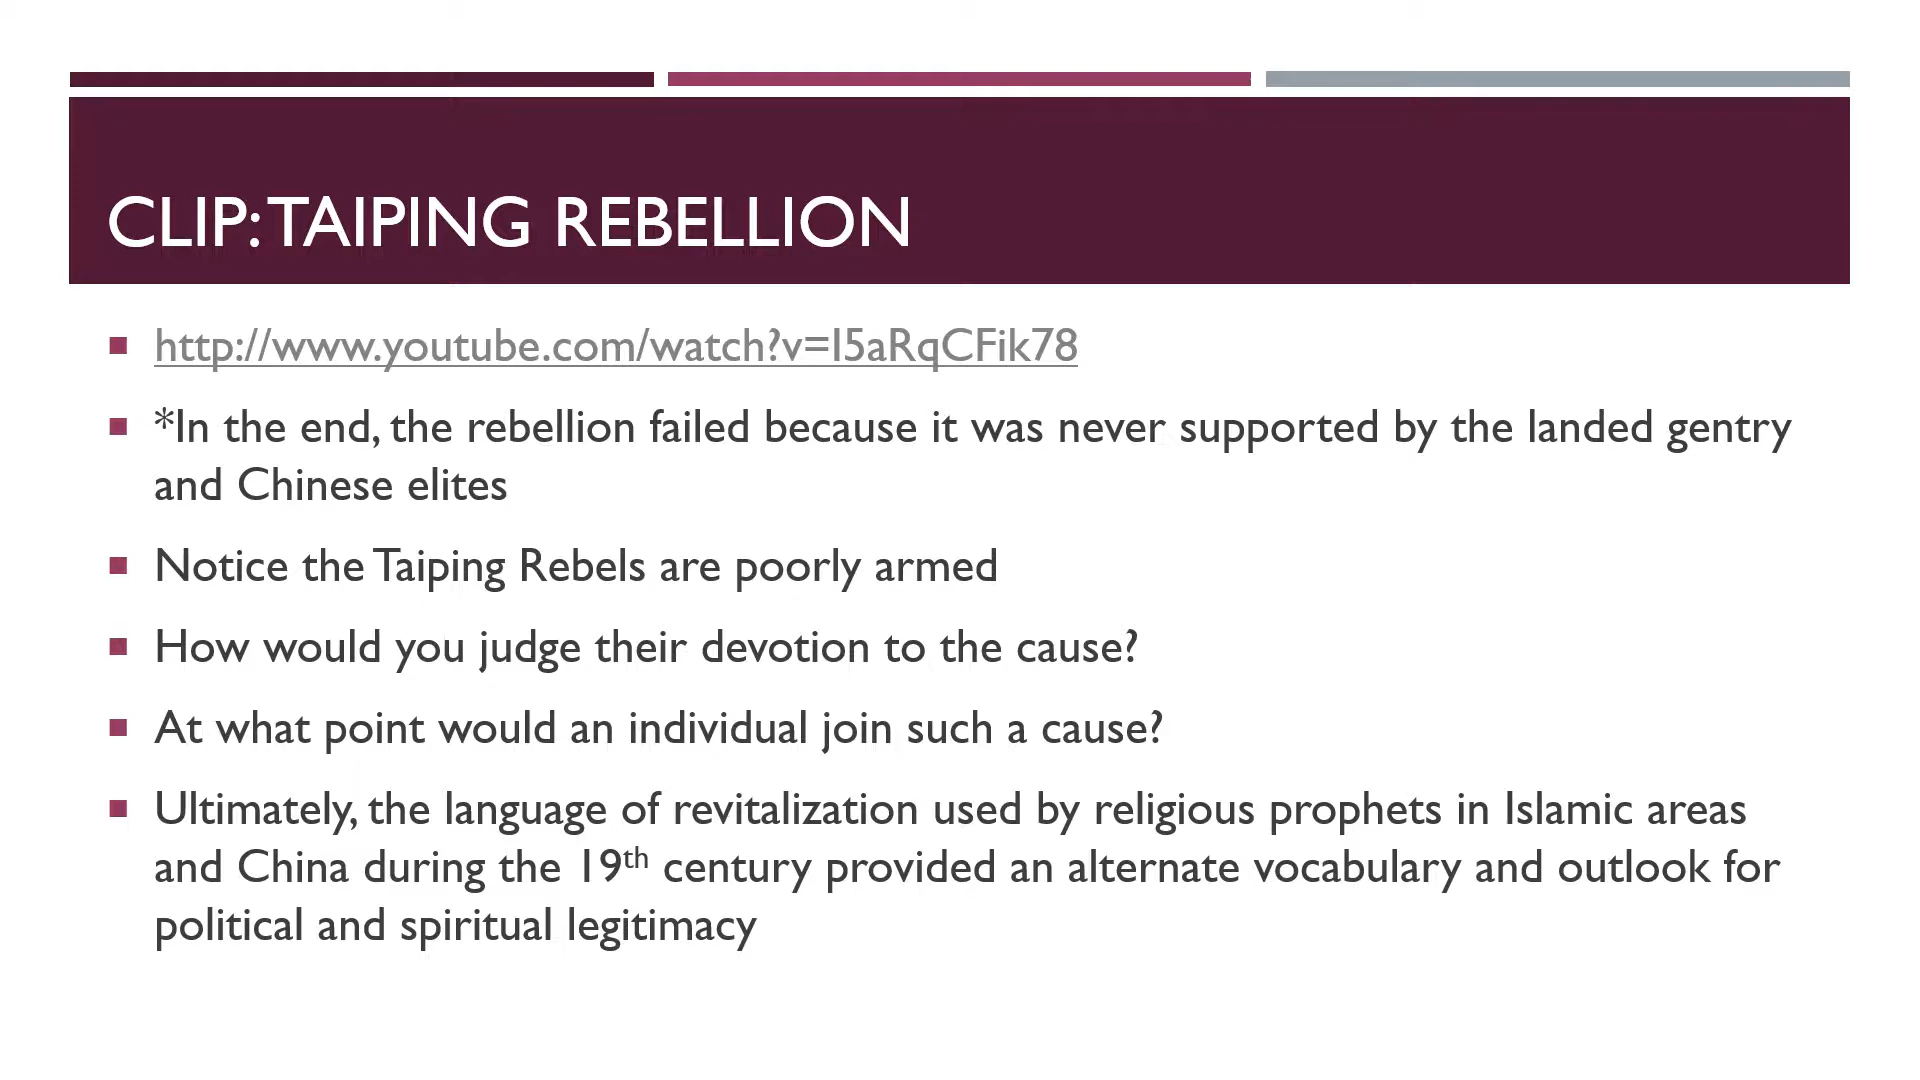 CLIP: TAIPING REBELLION
http://www.youtube.com/watch?v=I5aRqCFik78
*In the end, the rebellion failed because it was never supported by the landed gentry
and Chinese elites
Notice the Taiping Rebels are poorly armed
How would you judge their devotion to the cause?
At what point would an individual join such a cause?
Ultimately, the language of revitalization used by religious prophets in Islamic areas
and China during the 19th century provided an alternate vocabulary and outlook for
political and spiritual legitimacy